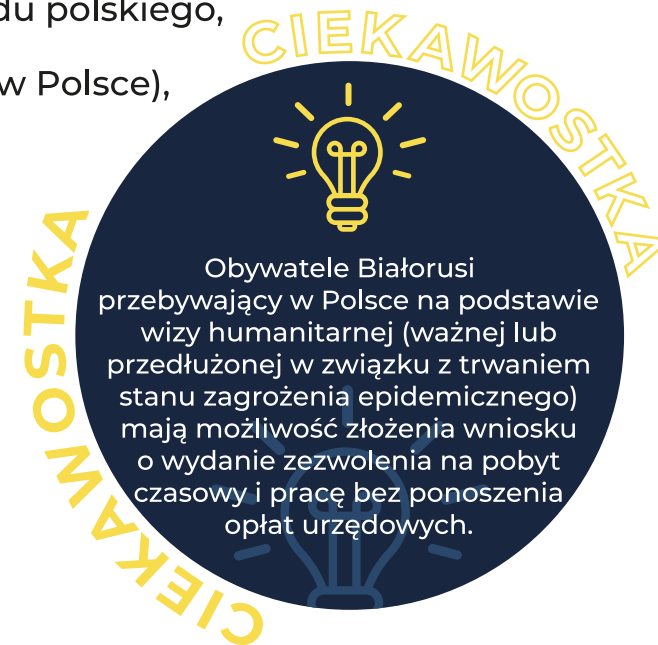 du polskiego,
w Polsce),
CIEKAWOSTKA
Obywatele Białorusi
przebywający w Polsce na podstawie
wizy humanitarnej (ważnej lub
przedłużonej w związku z trwaniem
stanu zagrożenia epidemicznego)
mają możliwość złożenia wniosku
o wydanie zezwolenia na pobyt
czasowy i pracę bez ponoszenia
opłat urzędowych.
CIEKAWOSTKA